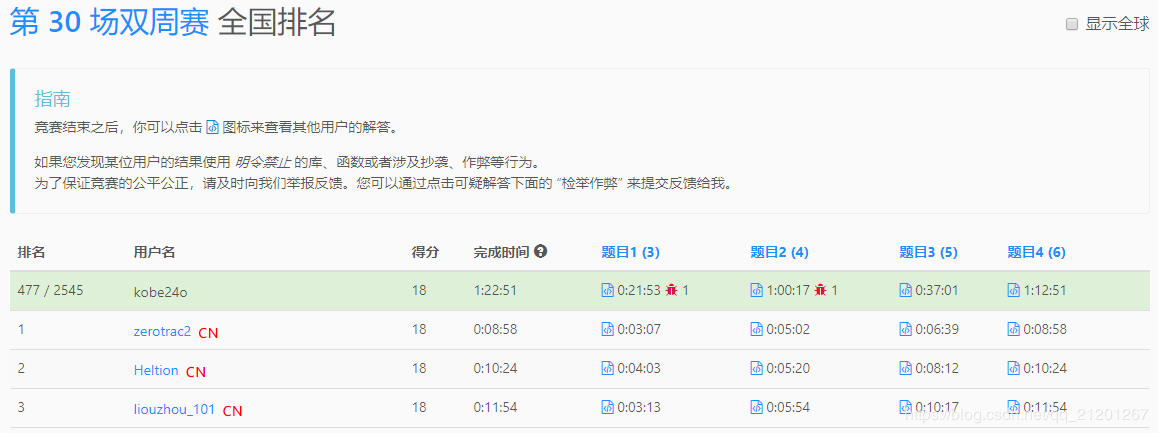 第 30 场双周赛 全国排名
显示全球
指南
竞赛结束之后，你可以点击 图标来查看其他用户的解答。
如果您发现某位用户的结果使用 明令禁止 的库、函数或者涉及抄袭、作弊等行为。
为了保证竞赛的公平公正，请及时向我们举报反馈。您可以通过点击可疑解答下面的 “检举作弊” 来提交反馈给我。
排名 用户名 得分 完成时间 题目1 (3) 题目2 (4) 题目3 (5) 题目4 (6)
477 / 2545 kobe24o 18 1:22:51 0:21:53 1 1:00:17 1 0:37:01 1:12:51
1 zerotrac2 CN 18 0:08:58 0:03:07 0:05:02 0:06:39 0:08:58
2 Heltion CN 18 0:10:24 0:04:03 0:05:20 0:08:12 0:10:24
3 liouzhou_101 CN 18 0:11:54 0:03:13 0:05:54 0:10:17 0:11:54
https://blog.csdn.net/qq_21201267